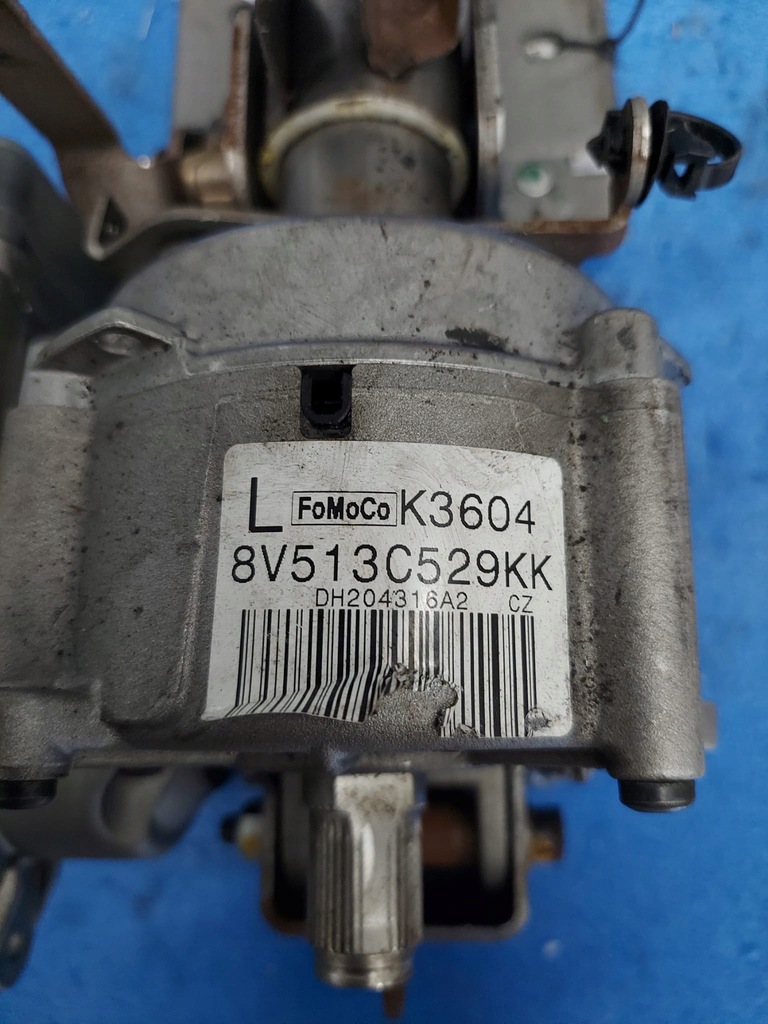 L FoMoCo K3604
8V513C529KK
DH204316A2 CZ